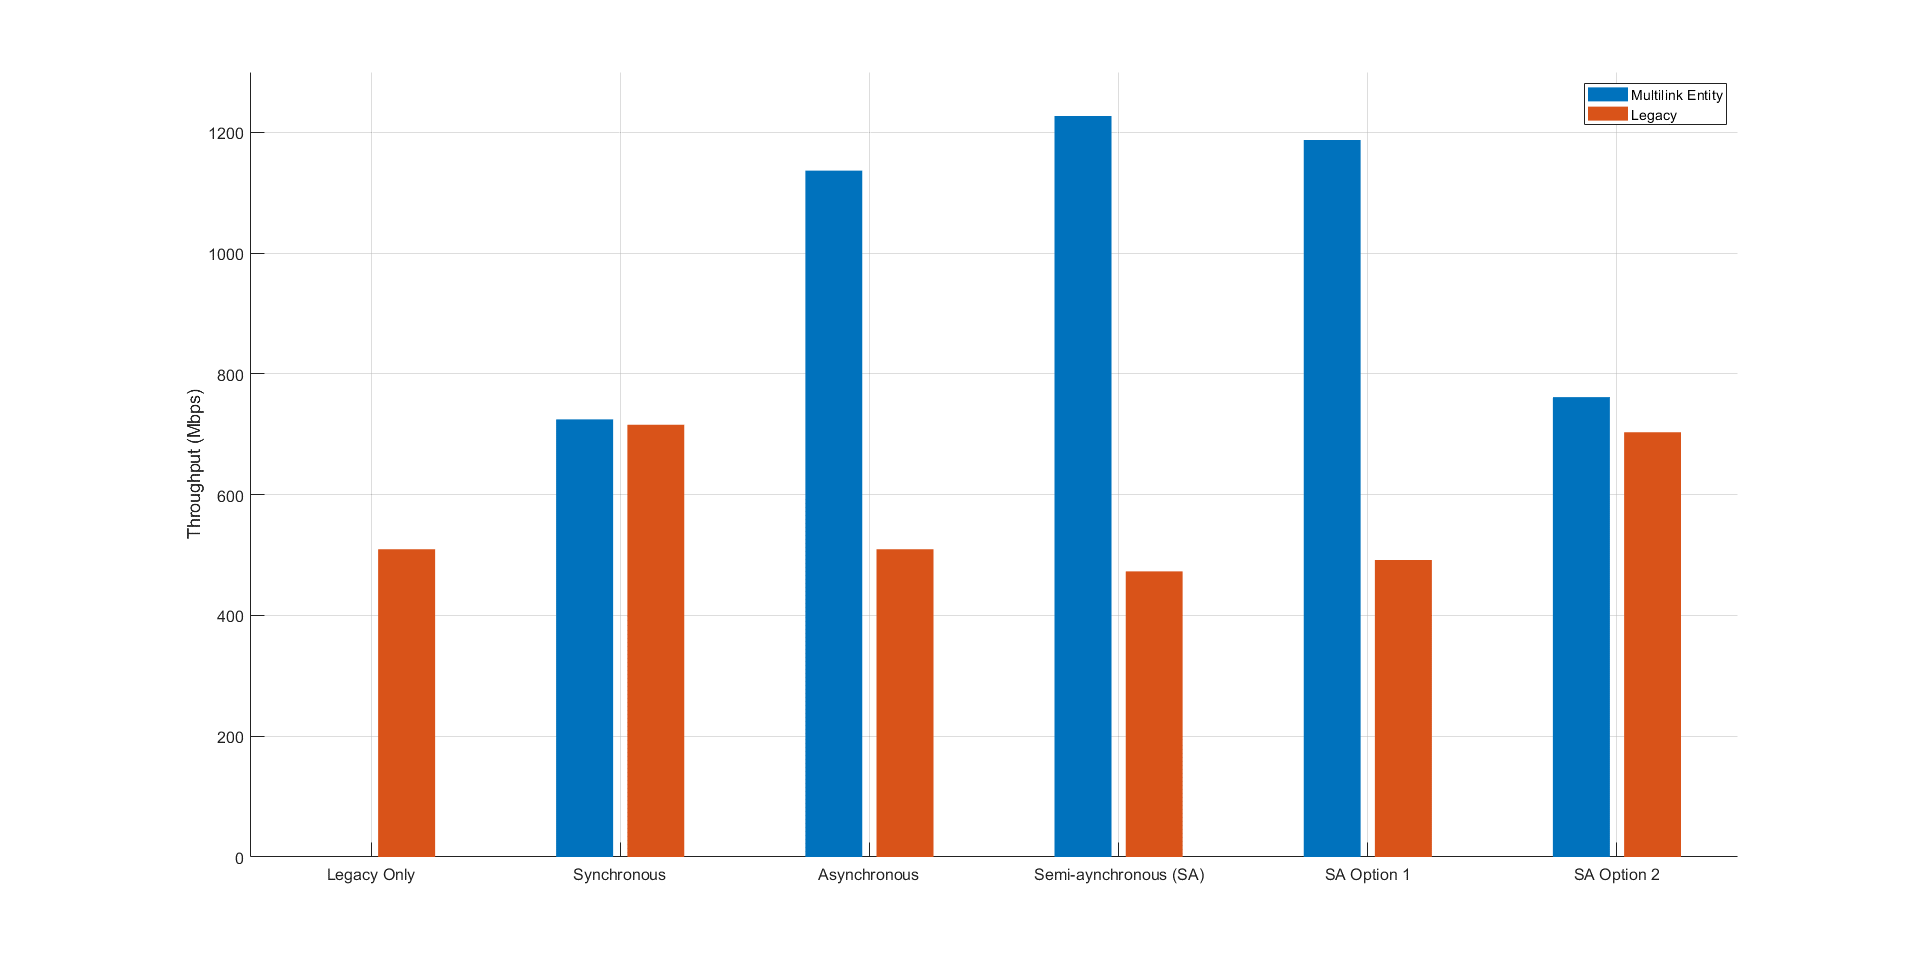 Multilink Entity
Legacy
1200
1000
800
600
400
200
0
Throughput (Mbps)
Legacy Only
Synchronous
Asynchronous
Semi-aynchronous (SA)
SA Option 1
SA Option 2